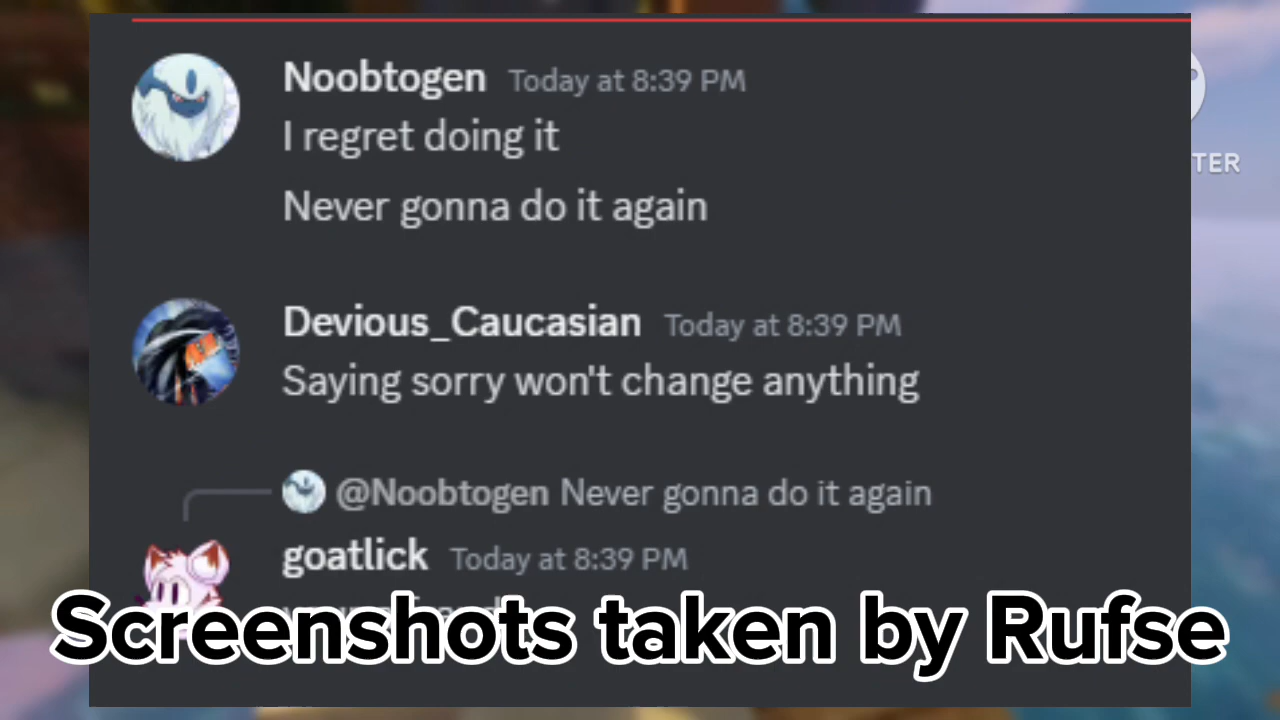 Noobtogen Today at 8:39 PM
I regret doing it
Never gonna do it again
TER
Devious_Caucasian Today at 8:39 PM
Saying sorry won't change anything
@Noobtogen Never gonna do it again
goatlick Today at 8:39 PM
Screenshots taken by Rufse